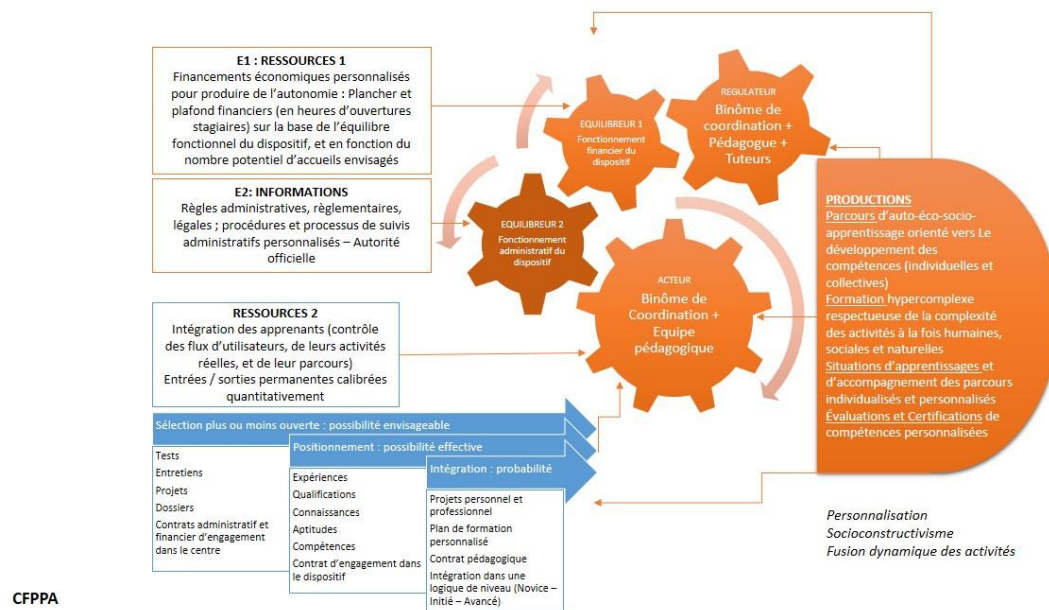 E1 : RESSOURCES 1
Financements économiques personnalisés
pour produire de l'autonomie : Plancher et
plafond financiers (en heures d'ouvertures
stagiaires) sur la base de l'équilibre
fonctionnel du dispositif, et en fonction du
nombre potentiel d'accueils envisagés
E2: INFORMATIONS
Règles administratives, règlementaires,
légales ; procédures et processus de suivis
administratifs personnalisés – Autorité
officielle
RESSOURCES 2
Intégration des apprenants (contrôle
des flux d'utilisateurs, de leurs activités
réelles, et de leur parcours)
Entrées / sorties permanentes calibrées
quantitativement
EQUILIBREUR 1
Fonctionnement
financier du
dispositif
REGULATEUR
Binôme de
coordination +
Pédagogue +
Tuteurs
EQUILIBREUR 2
Fonctionnement
administratif du
dispositif
ACTEUR
Binôme de
Coordination +
Equipe
pédagogique
PRODUCTIONS
Parcours d'auto-éco-socio-
apprentissage orienté vers Le
développement des
compétences (individuelles et
collectives)
Formation hypercomplexe
respectueuse de la complexité
des activités à la fois humaines,
sociales et naturelles
Situations d'apprentissages et
d'accompagnement des parcours
individualisés et personnalisés
Évaluations et Certifications de
compétences personnalisées
Sélection plus ou moins ouverte : possibilité envisageable
Tests
Entretiens
Projets
Dossiers
Contrats administratif et
financier d'engagement
dans le centre
Positionnement : possibilité effective
Expériences
Qualifications
Connaissances
Aptitudes
Compétences
Contrat d'engagement dans
le dispositif
Intégration : probabilité
Projets personnel et
professionnel
Plan de formation
personnalisé
Contrat pédagogique
Intégration dans une
logique de niveau (Novice –
Initié – Avancé)
Personnalisation
Socioconstructivisme
Fusion dynamique des activités
CFPPA